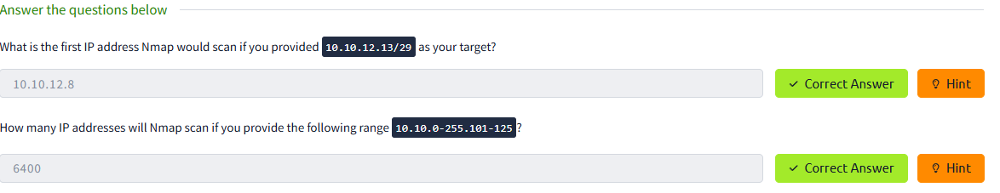 Answer the questions below
What is the first IP address Nmap would scan if you provided 10.10.12.13/29 as your target?
10.10.12.8 Correct Answer Hint
How many IP addresses will Nmap scan if you provide the following range 10.10.0-255.101-125?
6400 Correct Answer Hint